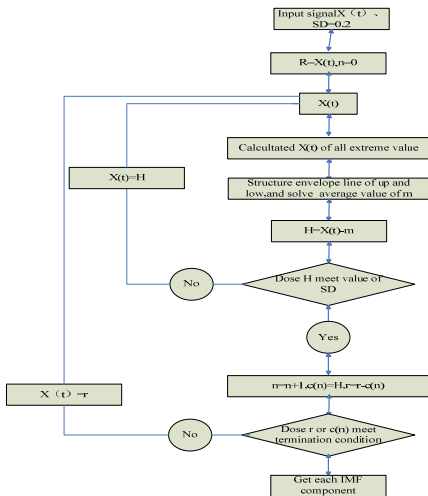 Input signalX（t）、
SD=0.2
R=X(t),n=0
X(t)
Calcultated X(t) of all extreme value
X(t)=H
Structure envelope line of up and
low,and solve average value of m
H=X(t)-m
Dose H meet value of
SD
No
Yes
n=n+1,c(n)=H,r=r-c(n)
X（t）=r
No
Dose r or c(n) meet
termination condition
Get each IMF
component